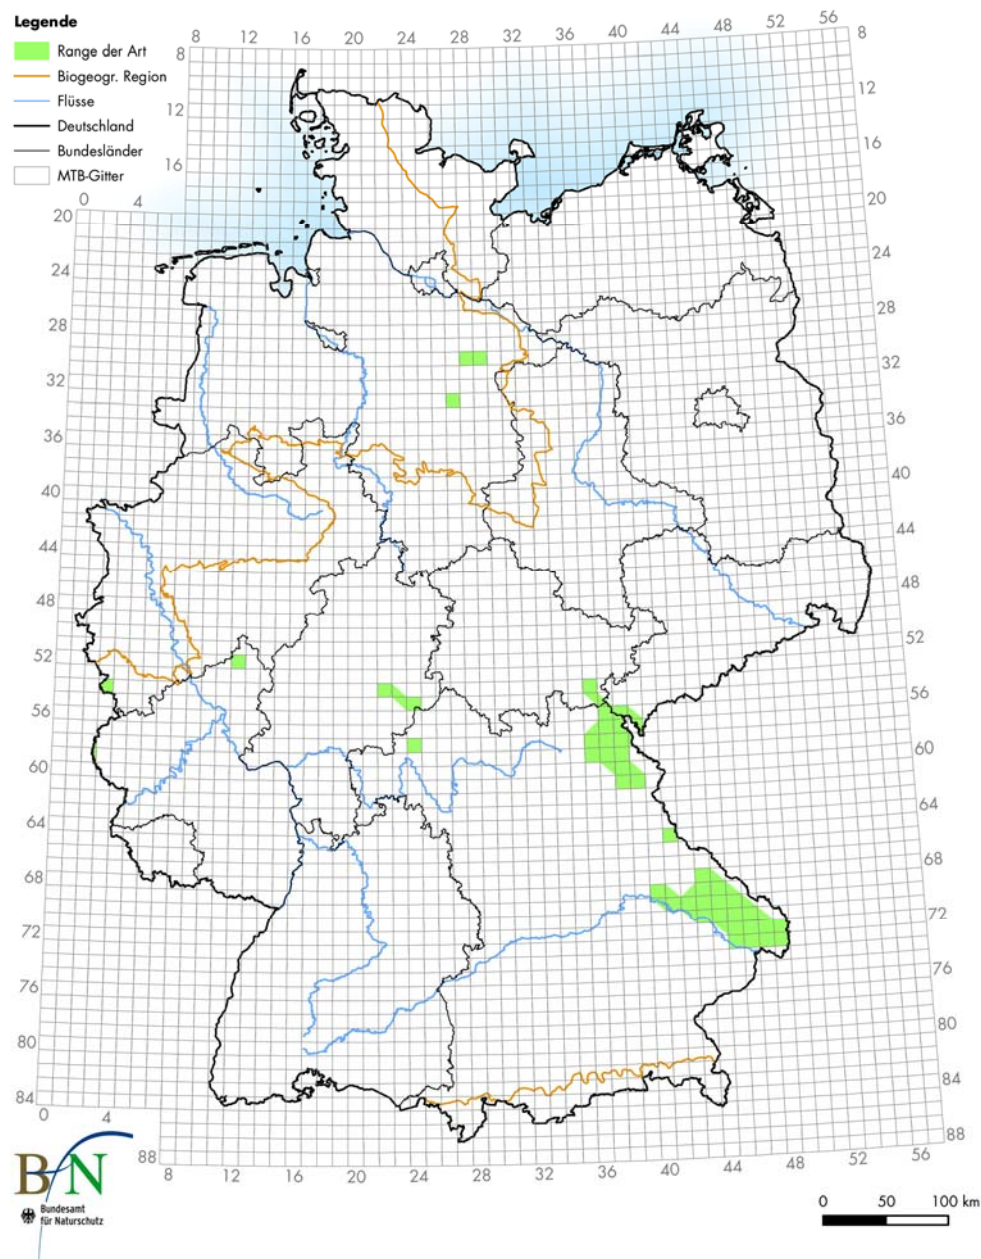 Legende
Range der Art
Biogeogr. Region
Flüsse
Deutschland
Bundesländer
MTB-Gitter
8 12 16 20 24 28 32 36 40 44 48 52 56
8 8
12 12
16 16
0 4
20 20
24 24
28 28
32 32
36 36
40 40
44 44
48 48
52 52
56 56
60 60
64 64
68 68
72 72
76 76
80 80
84 84
0 4
88 88
8 12 16 20 24 28 32 36 40 44 48 52 56
BfN
Bundesamt
für Naturschutz
0 50 100 km